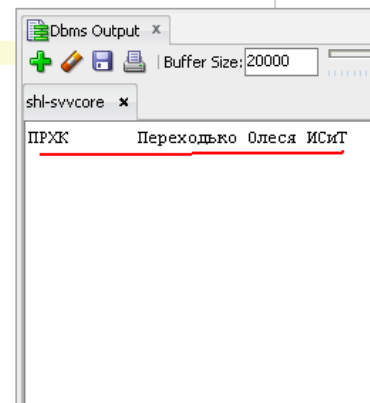 Dbms Output x
Buffer Size: 20000
shl-svvcore x
ПРХК Переходько Олеся ИСиТ